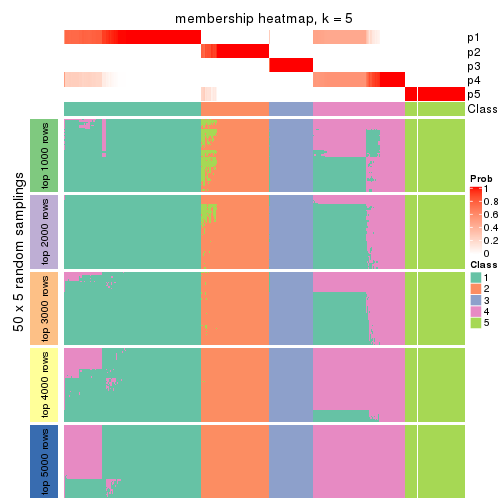 membership heatmap, k = 5
p1
p2
p3
p4
p5
Class
50 x 5 random samplings
top 1000 rows
top 2000 rows
top 3000 rows
top 4000 rows
top 5000 rows
Prob
1
0.8
0.6
0.4
0.2
0
Class
1
2
3
4
5